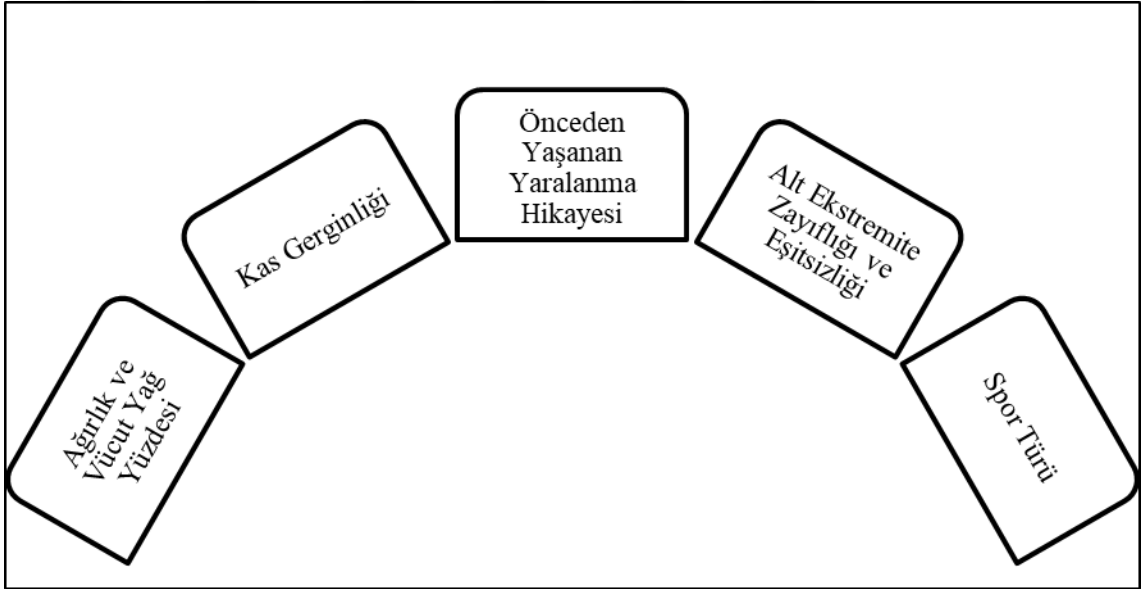 Ağırlık ve
Vücut Yağ
Yüzdesi
Kas Gerginliği
Önceden
Yaşanan
Yaralanma
Hikayesi
Alt Ekstremite
Zayıflığı ve
Eşitsizliği
Spor Türü